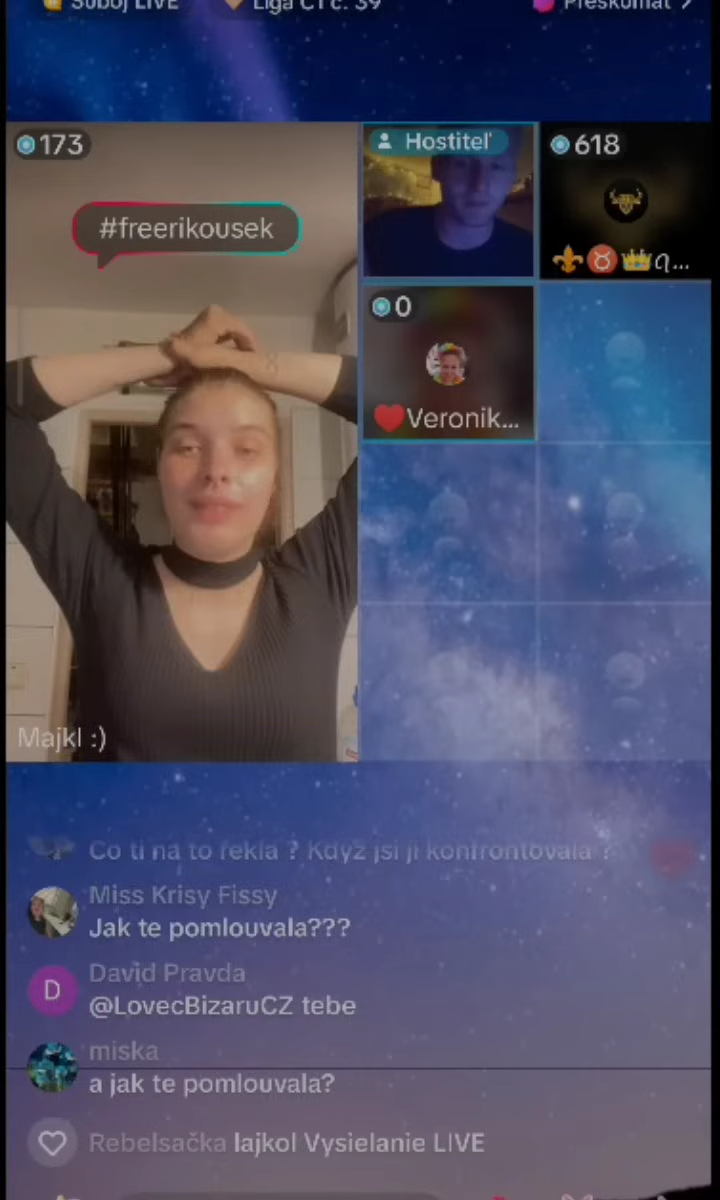 Suboj LIVE
Liga C1 č. 39
Preskúmať >
173
#freerikousek
Majkl :)
Hostiteľ
618
q...
0
Veronik...
Co ti na to řekla ? Když jsi ji konfrontovala ?
Miss Krisy Fissy
Jak te pomlouvala???
D
David Pravda
@LovecBizaruCZ tebe
miska
a jak te pomlouvala?
Rebelsačka lajkol Vysielanie LIVE